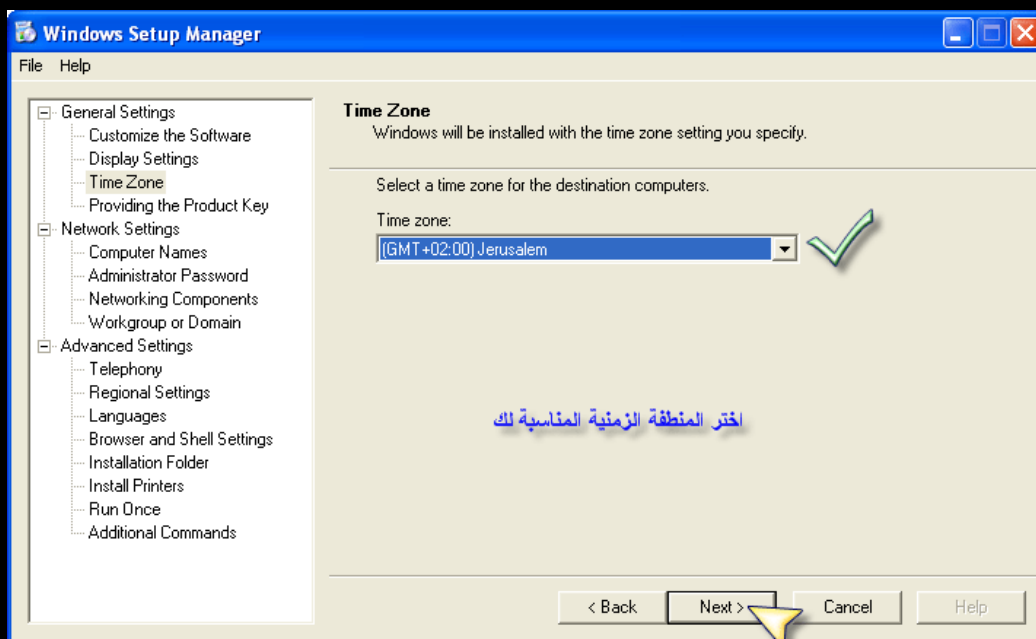 Windows Setup Manager
File Help
General Settings
Customize the Software
Display Settings
Time Zone
Providing the Product Key
Network Settings
Computer Names
Administrator Password
Networking Components
Workgroup or Domain
Advanced Settings
Telephony
Regional Settings
Languages
Browser and Shell Settings
Installation Folder
Install Printers
Run Once
Additional Commands
Time Zone
Windows will be installed with the time zone setting you specify.
Select a time zone for the destination computers.
Time zone:
(GMT+02:00) Jerusalem
اختر المنطقة الزمنية المناسبة لك
< Back Next > Cancel Help